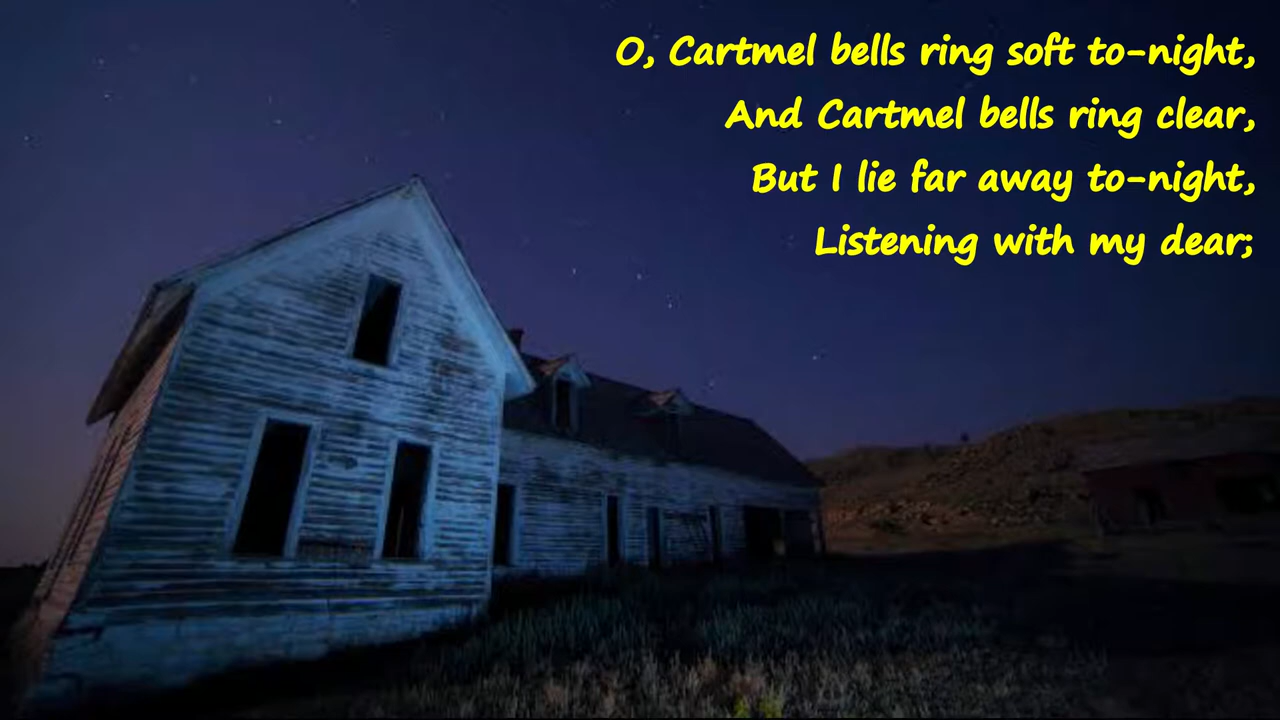 O, Cartmel bells ring soft to-night,
And Cartmel bells ring clear,
But I lie far away to-night,
Listening with my dear;